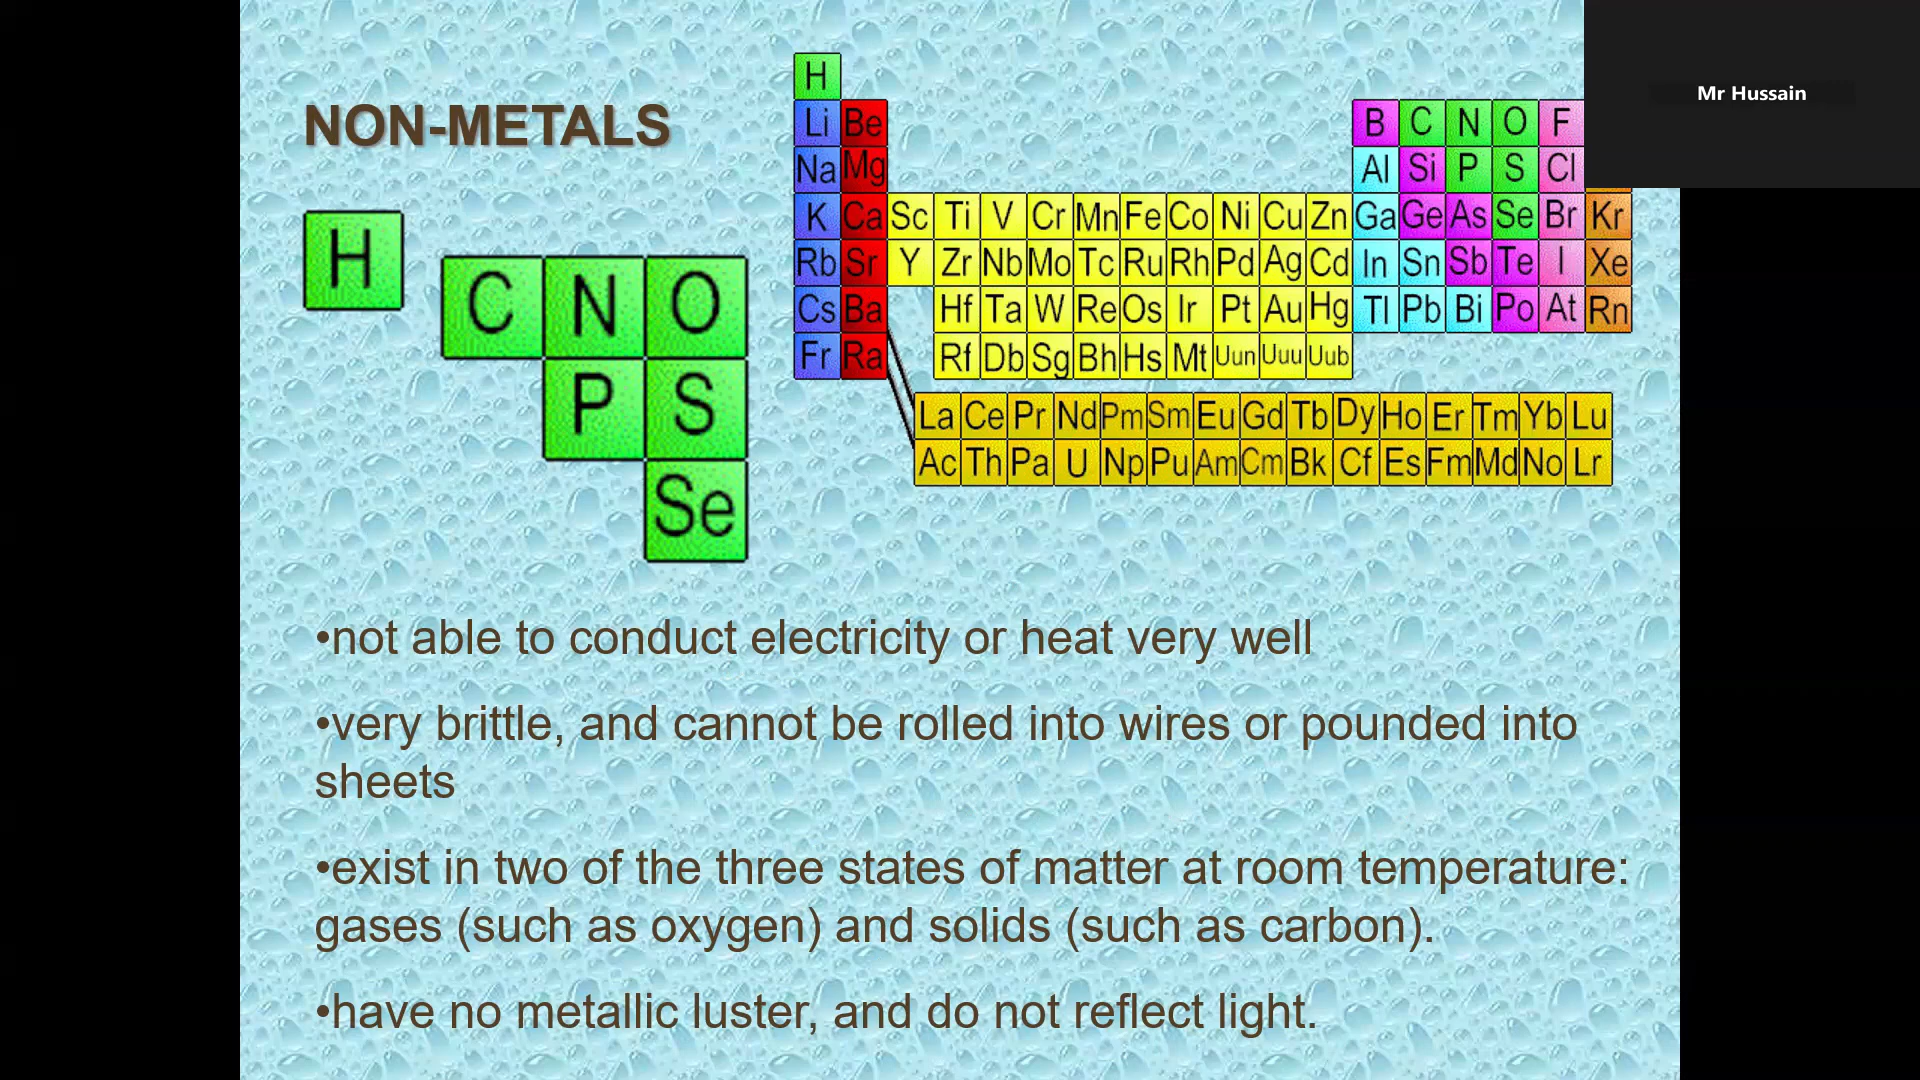 Mr Hussain
NON-METALS
H
C N O
P S
Se
H
Li Be B C N O F
Na Mg Al Si P S Cl
K Ca Sc Ti V Cr Mn Fe Co Ni Cu Zn Ga Ge As Se Br Kr
Rb Sr Y Zr Nb Mo Tc Ru Rh Pd Ag Cd In Sn Sb Te I Xe
Cs Ba Hf Ta W Re Os Ir Pt Au Hg Tl Pb Bi Po At Rn
Fr Ra Rf Db Sg Bh Hs Mt Uun Uuu Uub
La Ce Pr Nd Pm Sm Eu Gd Tb Dy Ho Er Tm Yb Lu
Ac Th Pa U Np Pu Am Cm Bk Cf Es Fm Md No Lr
•not able to conduct electricity or heat very well
•very brittle, and cannot be rolled into wires or pounded into
sheets
•exist in two of the three states of matter at room temperature:
gases (such as oxygen) and solids (such as carbon).
•have no metallic luster, and do not reflect light.